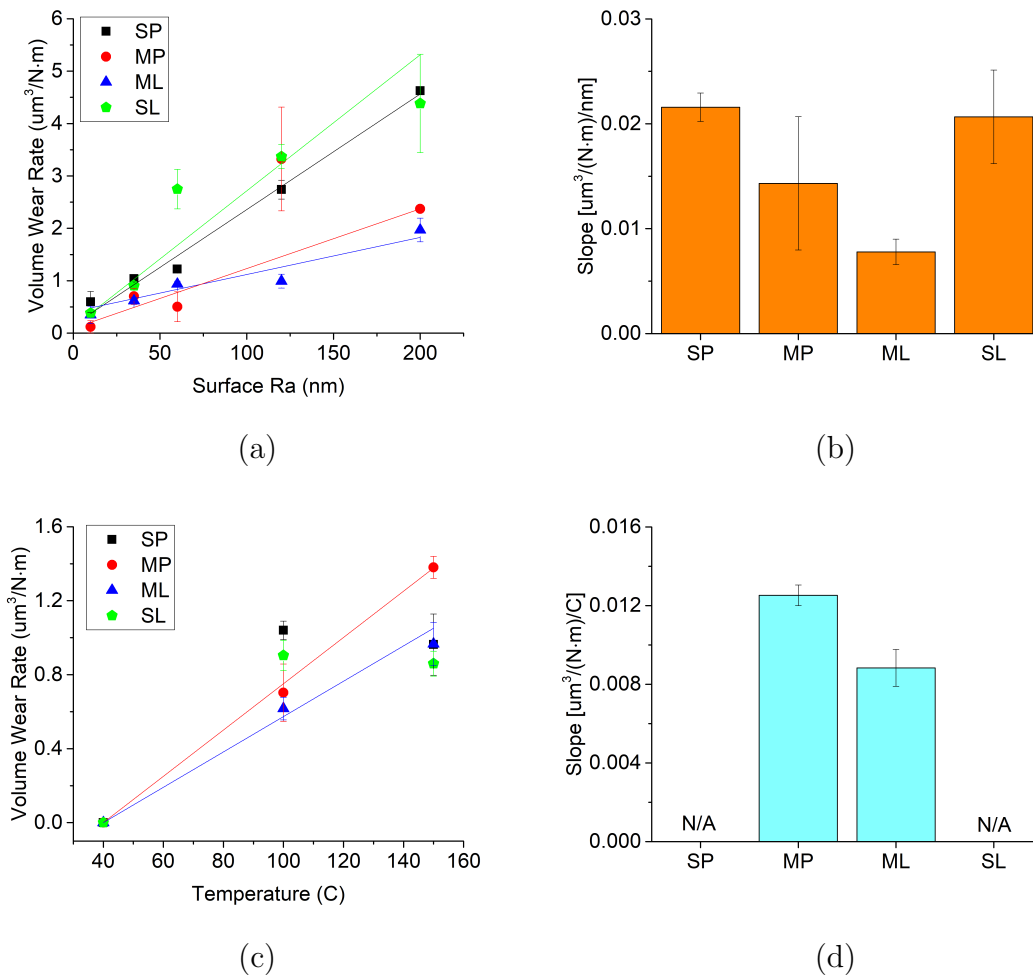 SP
MP
ML
SL
6
5
4
3
2
1
0
0 50 100 150 200
Volume Wear Rate (um³/N·m)
Surface Ra (nm)
(a)
0.03
0.02
0.01
0.00
SP MP ML SL
Slope [um³/(N·m)/nm]
(b)
SP
MP
ML
SL
1.6
1.2
0.8
0.4
0.0
40 60 80 100 120 140 160
Volume Wear Rate (um³/N·m)
Temperature (C)
(c)
0.016
0.012
0.008
0.004
0.000
N/A N/A
SP MP ML SL
Slope [um³/(N·m)/C]
(d)